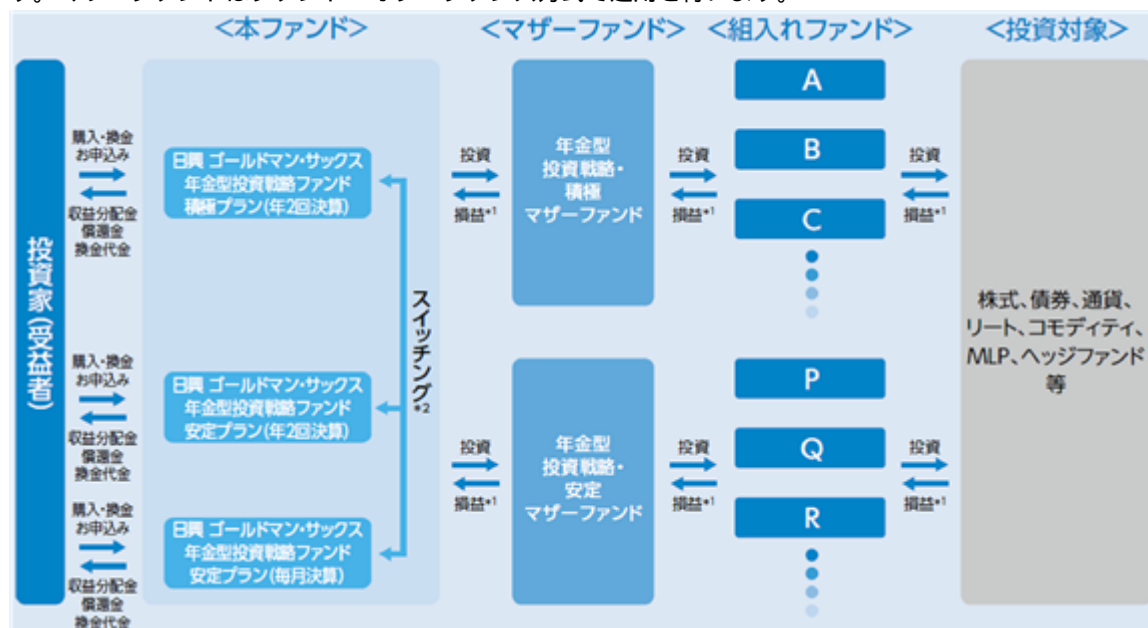 ＜本ファンド＞
＜マザーファンド＞
＜組入れファンド＞
＜投資対象＞
投資家（受益者）
購入・換金
お申込み
収益分配金
償還金
換金代金
日興 ゴールドマン・サックス
年金型投資戦略ファンド
積極プラン（年2回決算）
購入・換金
お申込み
収益分配金
償還金
換金代金
日興 ゴールドマン・サックス
年金型投資戦略ファンド
安定プラン（年2回決算）
購入・換金
お申込み
収益分配金
償還金
換金代金
日興 ゴールドマン・サックス
年金型投資戦略ファンド
安定プラン（毎月決算）
スイッチング*2
投資
損益*1
年金型
投資戦略・
積極
マザーファンド
投資
損益*1
A
B
C
投資
損益*1
投資
損益*1
年金型
投資戦略・
安定
マザーファンド
投資
損益*1
P
Q
R
投資
損益*1
株式、債券、通貨、
リート、コモディティ、
MLP、ヘッジファンド
等